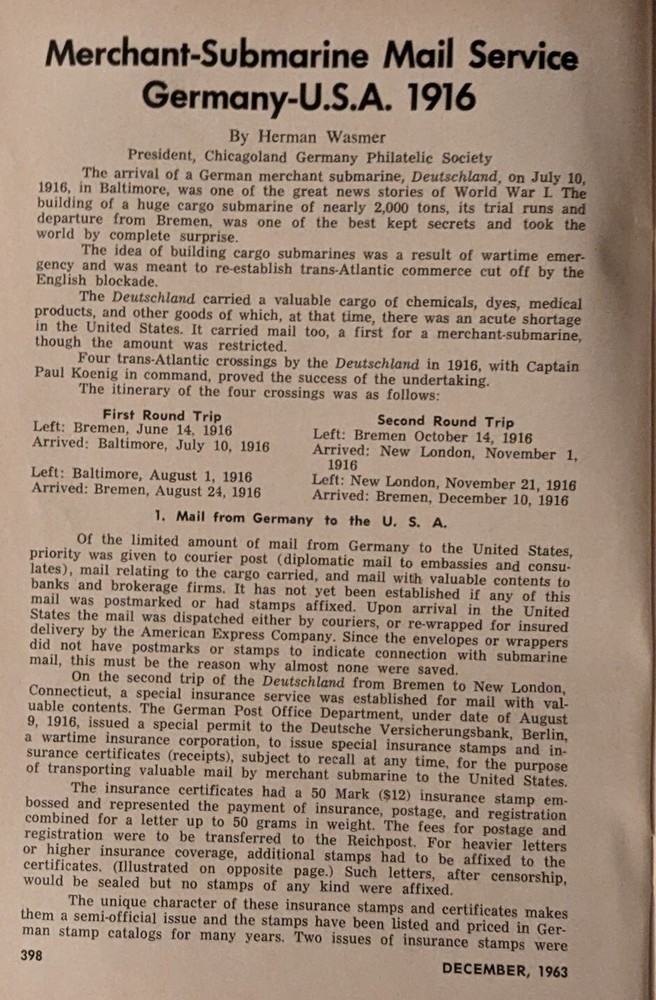 Merchant-Submarine Mail Service
Germany-U.S.A. 1916
By Herman Wasmer
President, Chicagoland Germany Philatelic Society
The arrival of a German merchant submarine, Deutschland, on July 10,
1916, in Baltimore, was one of the great news stories of World War I. The
building of a huge cargo submarine of nearly 2,000 tons, its trial runs and
departure from Bremen, was one of the best kept secrets and took the
world by complete surprise.
The idea of building cargo submarines was a result of wartime emer-
gency and was meant to re-establish trans-Atlantic commerce cut off by the
English blockade.
The Deutschland carried a valuable cargo of chemicals, dyes, medical
products, and other goods of which, at that time, there was an acute shortage
in the United States. It carried mail too, a first for a merchant-submarine,
though the amount was restricted.
Four trans-Atlantic crossings by the Deutschland in 1916, with Captain
Paul Koenig in command, proved the success of the undertaking.
The itinerary of the four crossings was as follows:
First Round Trip
Left: Bremen, June 14, 1916
Arrived: Baltimore, July 10, 1916
Left: Baltimore, August 1, 1916
Arrived: Bremen, August 24, 1916
Second Round Trip
Left: Bremen October 14, 1916
Arrived: New London, November 1,
1916
Left: New London, November 21, 1916
Arrived: Bremen, December 10, 1916
1. Mail from Germany to the U. S. A.
Of the limited amount of mail from Germany to the United States,
priority was given to courier post (diplomatic mail to embassies and consu-
lates), mail relating to the cargo carried, and mail with valuable contents to
banks and brokerage firms. It has not yet been established if any of this
mail was postmarked or had stamps affixed. Upon arrival in the United
States the mail was dispatched either by couriers, or re-wrapped for insured
delivery by the American Express Company. Since the envelopes or wrappers
did not have postmarks or stamps to indicate connection with submarine
mail, this must be the reason why almost none were saved.
On the second trip of the Deutschland from Bremen to New London,
Connecticut, a special insurance service was established for mail with val-
uable contents. The German Post Office Department, under date of August
9, 1916, issued a special permit to the Deutsche Versicherungsbank, Berlin,
a wartime insurance corporation, to issue special insurance stamps and in-
surance certificates (receipts), subject to recall at any time, for the purpose
of transporting valuable mail by merchant submarine to the United States.
The insurance certificates had a 50 Mark ($12) insurance stamp em-
bossed and represented the payment of insurance, postage, and registration
combined for a letter up to 50 grams in weight. The fees for postage and
registration were to be transferred to the Reichpost. For heavier letters
or higher insurance coverage, additional stamps had to be affixed to the
certificates. (Illustrated on opposite page.) Such letters, after censorship,
would be sealed but no stamps of any kind were affixed.
The unique character of these insurance stamps and certificates makes
them a semi-official issue and the stamps have been listed and priced in Ger-
man stamp catalogs for many years. Two issues of insurance stamps were
398
DECEMBER, 1963